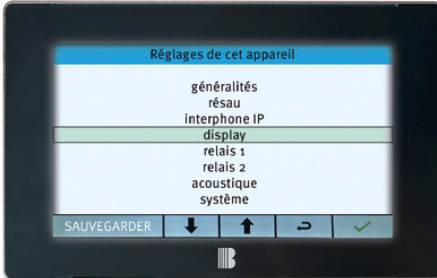 Réglages de cet appareil
généralités
résau
interphone IP
display
relais 1
relais 2
acoustique
système
SAUVEGARDER